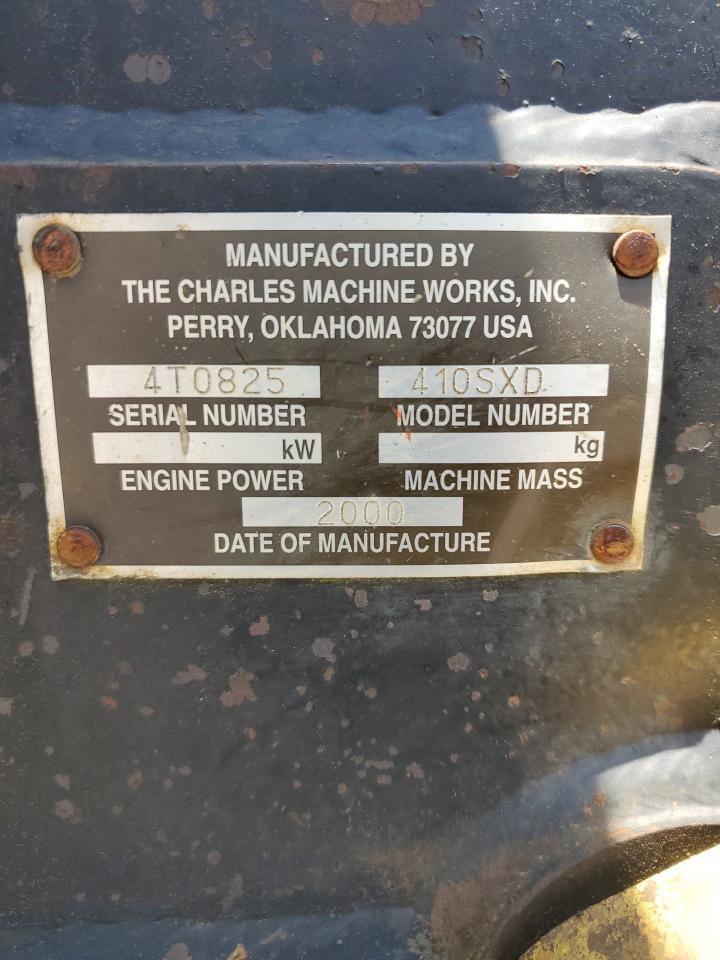 MANUFACTURED BY
THE CHARLES MACHINE WORKS, INC.
PERRY, OKLAHOMA 73077 USA
4T0825 410SXD
SERIAL NUMBER MODEL NUMBER
kW kg
ENGINE POWER MACHINE MASS
2000
DATE OF MANUFACTURE